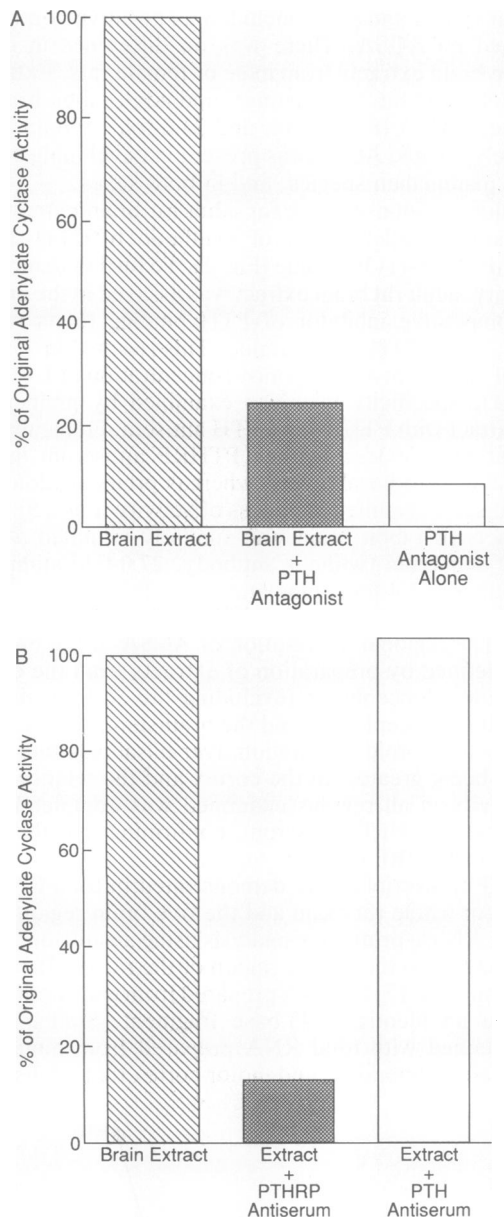 A
% of Original Adenylate Cyclase Activity
100
80
60
40
20
0
Brain Extract
Brain Extract
+
PTH
Antagonist
PTH
Antagonist
Alone
B
% of Original Adenylate Cyclase Activity
100
80
60
40
20
0
Brain Extract
Extract
+
PTHRP
Antiserum
Extract
+
PTH
Antiserum